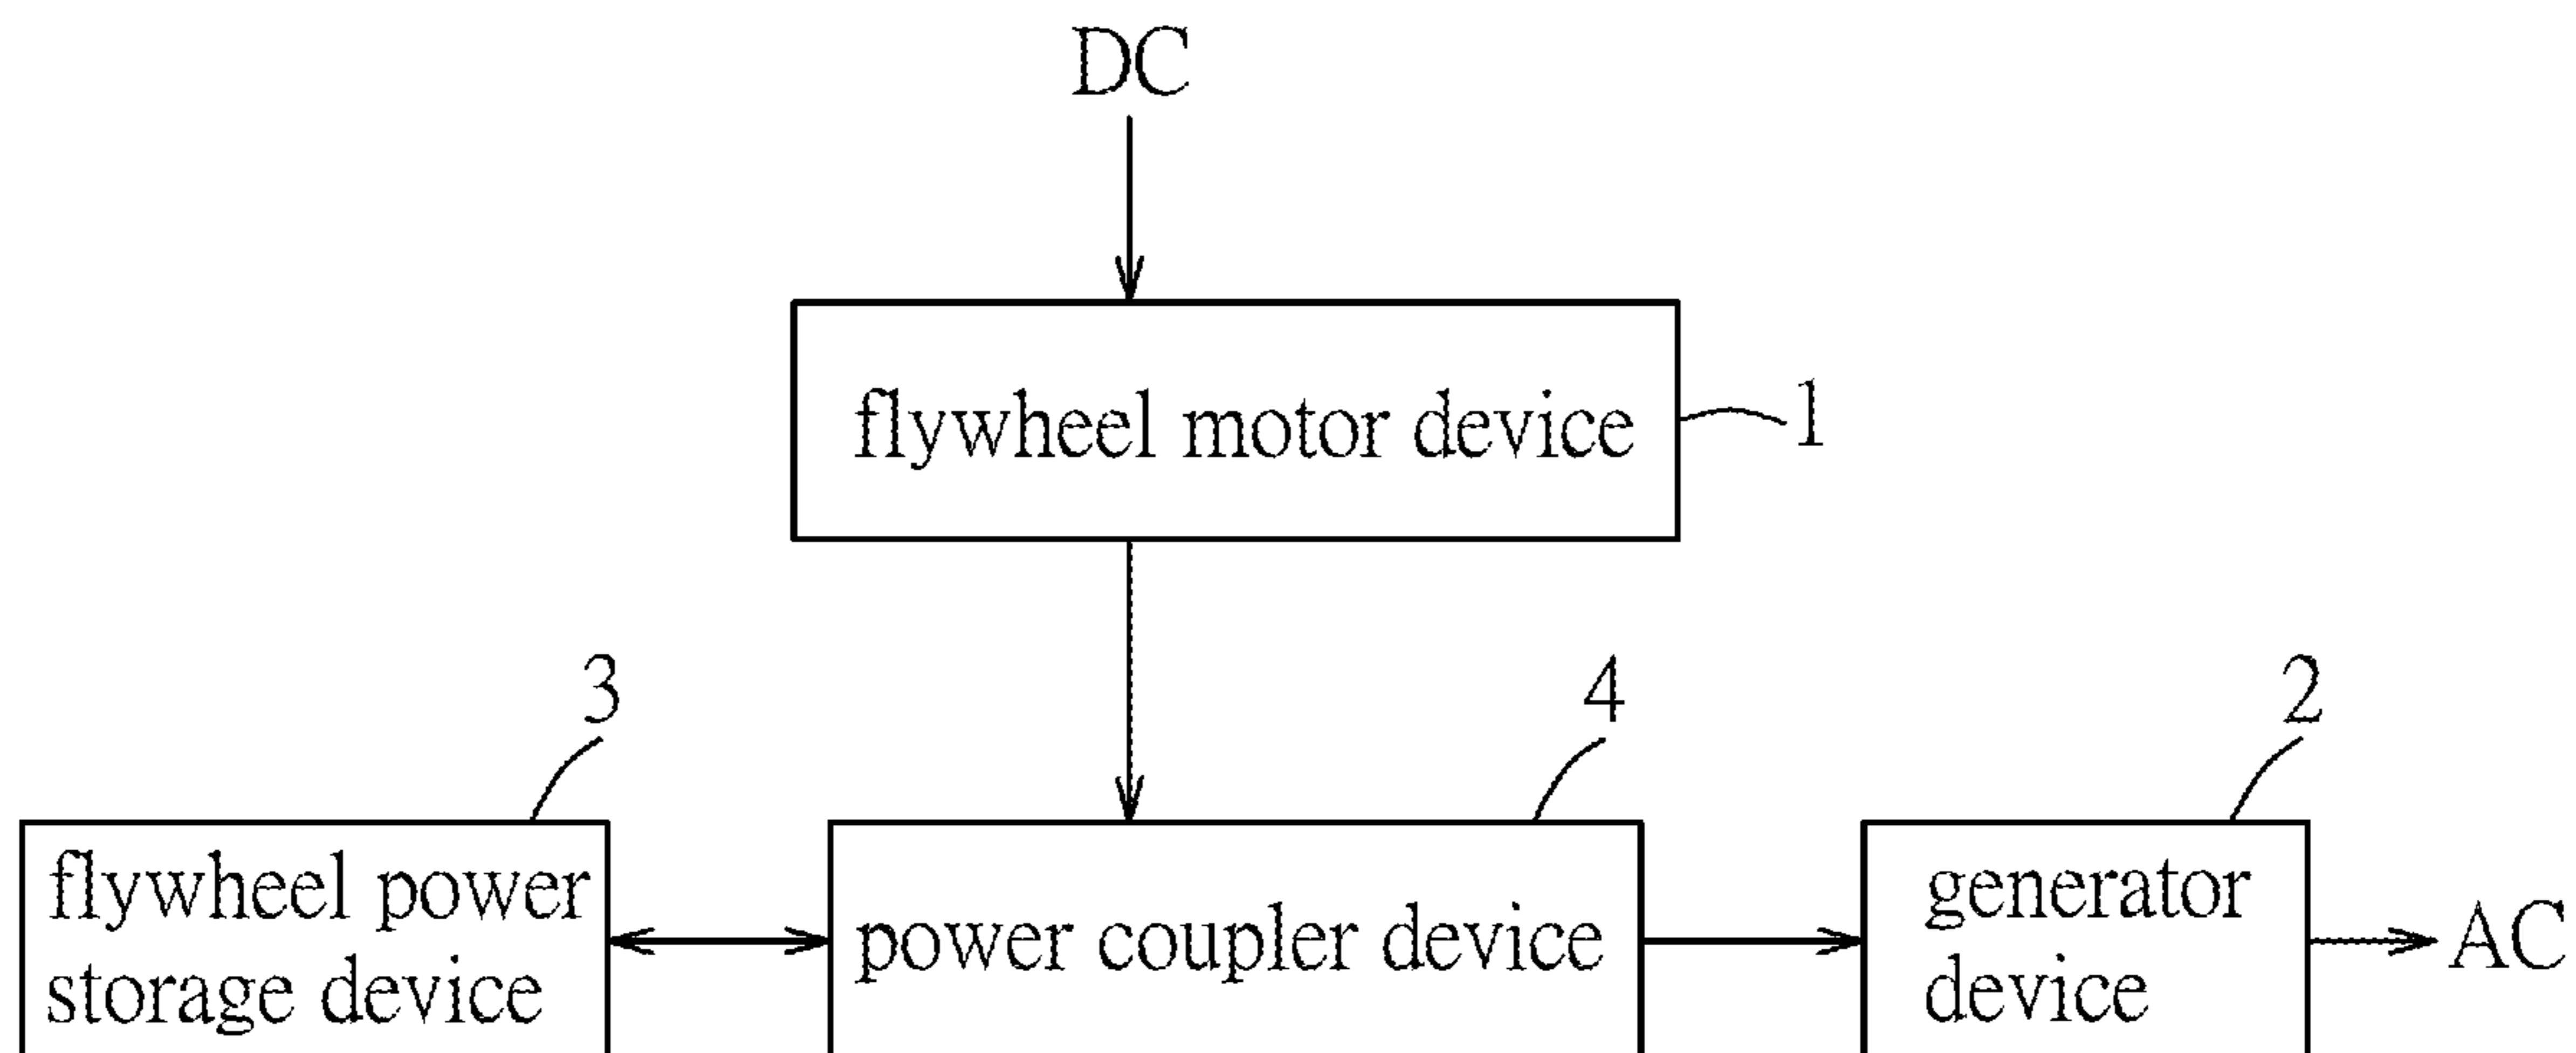 DC
flywheel motor device
1
3
4
2
flywheel power
storage device
power coupler device
generator
device
AC